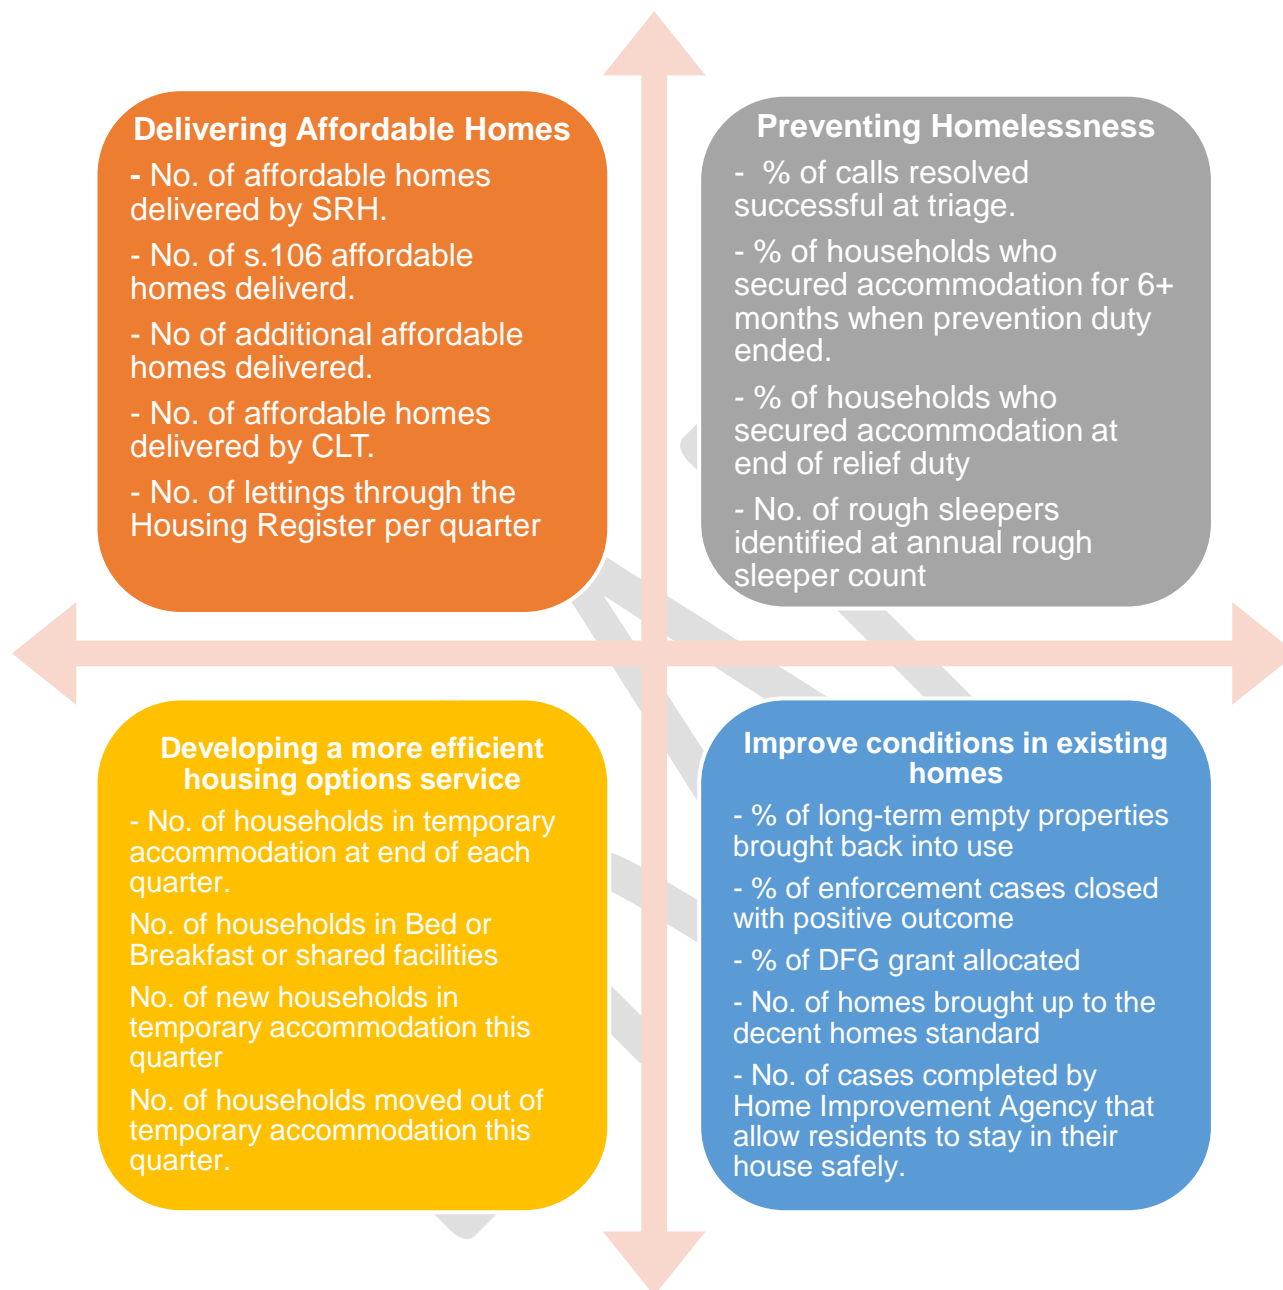 Delivering Affordable Homes
- No. of affordable homes
delivered by SRH.
- No. of s.106 affordable
homes deliverd.
- No of additional affordable
homes delivered.
- No. of affordable homes
delivered by CLT.
- No. of lettings through the
Housing Register per quarter
Preventing Homelessness
- % of calls resolved
successful at triage.
- % of households who
secured accommodation for 6+
months when prevention duty
ended.
- % of households who
secured accommodation at
end of relief duty
- No. of rough sleepers
identified at annual rough
sleeper count
Developing a more efficient
housing options service
- No. of households in temporary
accommodation at end of each
quarter.
No. of households in Bed or
Breakfast or shared facilities
No. of new households in
temporary accommodation this
quarter
No. of households moved out of
temporary accommodation this
quarter.
Improve conditions in existing
homes
- % of long-term empty properties
brought back into use
- % of enforcement cases closed
with positive outcome
- % of DFG grant allocated
- No. of homes brought up to the
decent homes standard
- No. of cases completed by
Home Improvement Agency that
allow residents to stay in their
house safely.